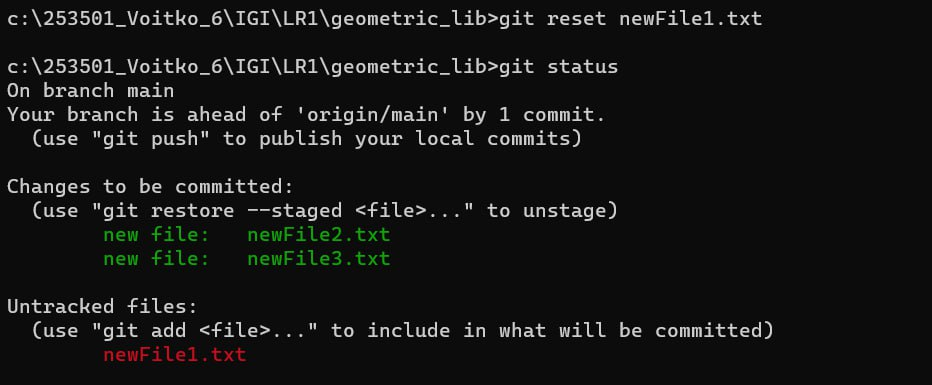 c:\253501_Voitko_6\IGI\LR1\geometric_lib>git reset newFile1.txt
c:\253501_Voitko_6\IGI\LR1\geometric_lib>git status
On branch main
Your branch is ahead of 'origin/main' by 1 commit.
  (use "git push" to publish your local commits)
Changes to be committed:
  (use "git restore --staged <file>..." to unstage)
        new file:   newFile2.txt
        new file:   newFile3.txt
Untracked files:
  (use "git add <file>..." to include in what will be committed)
        newFile1.txt